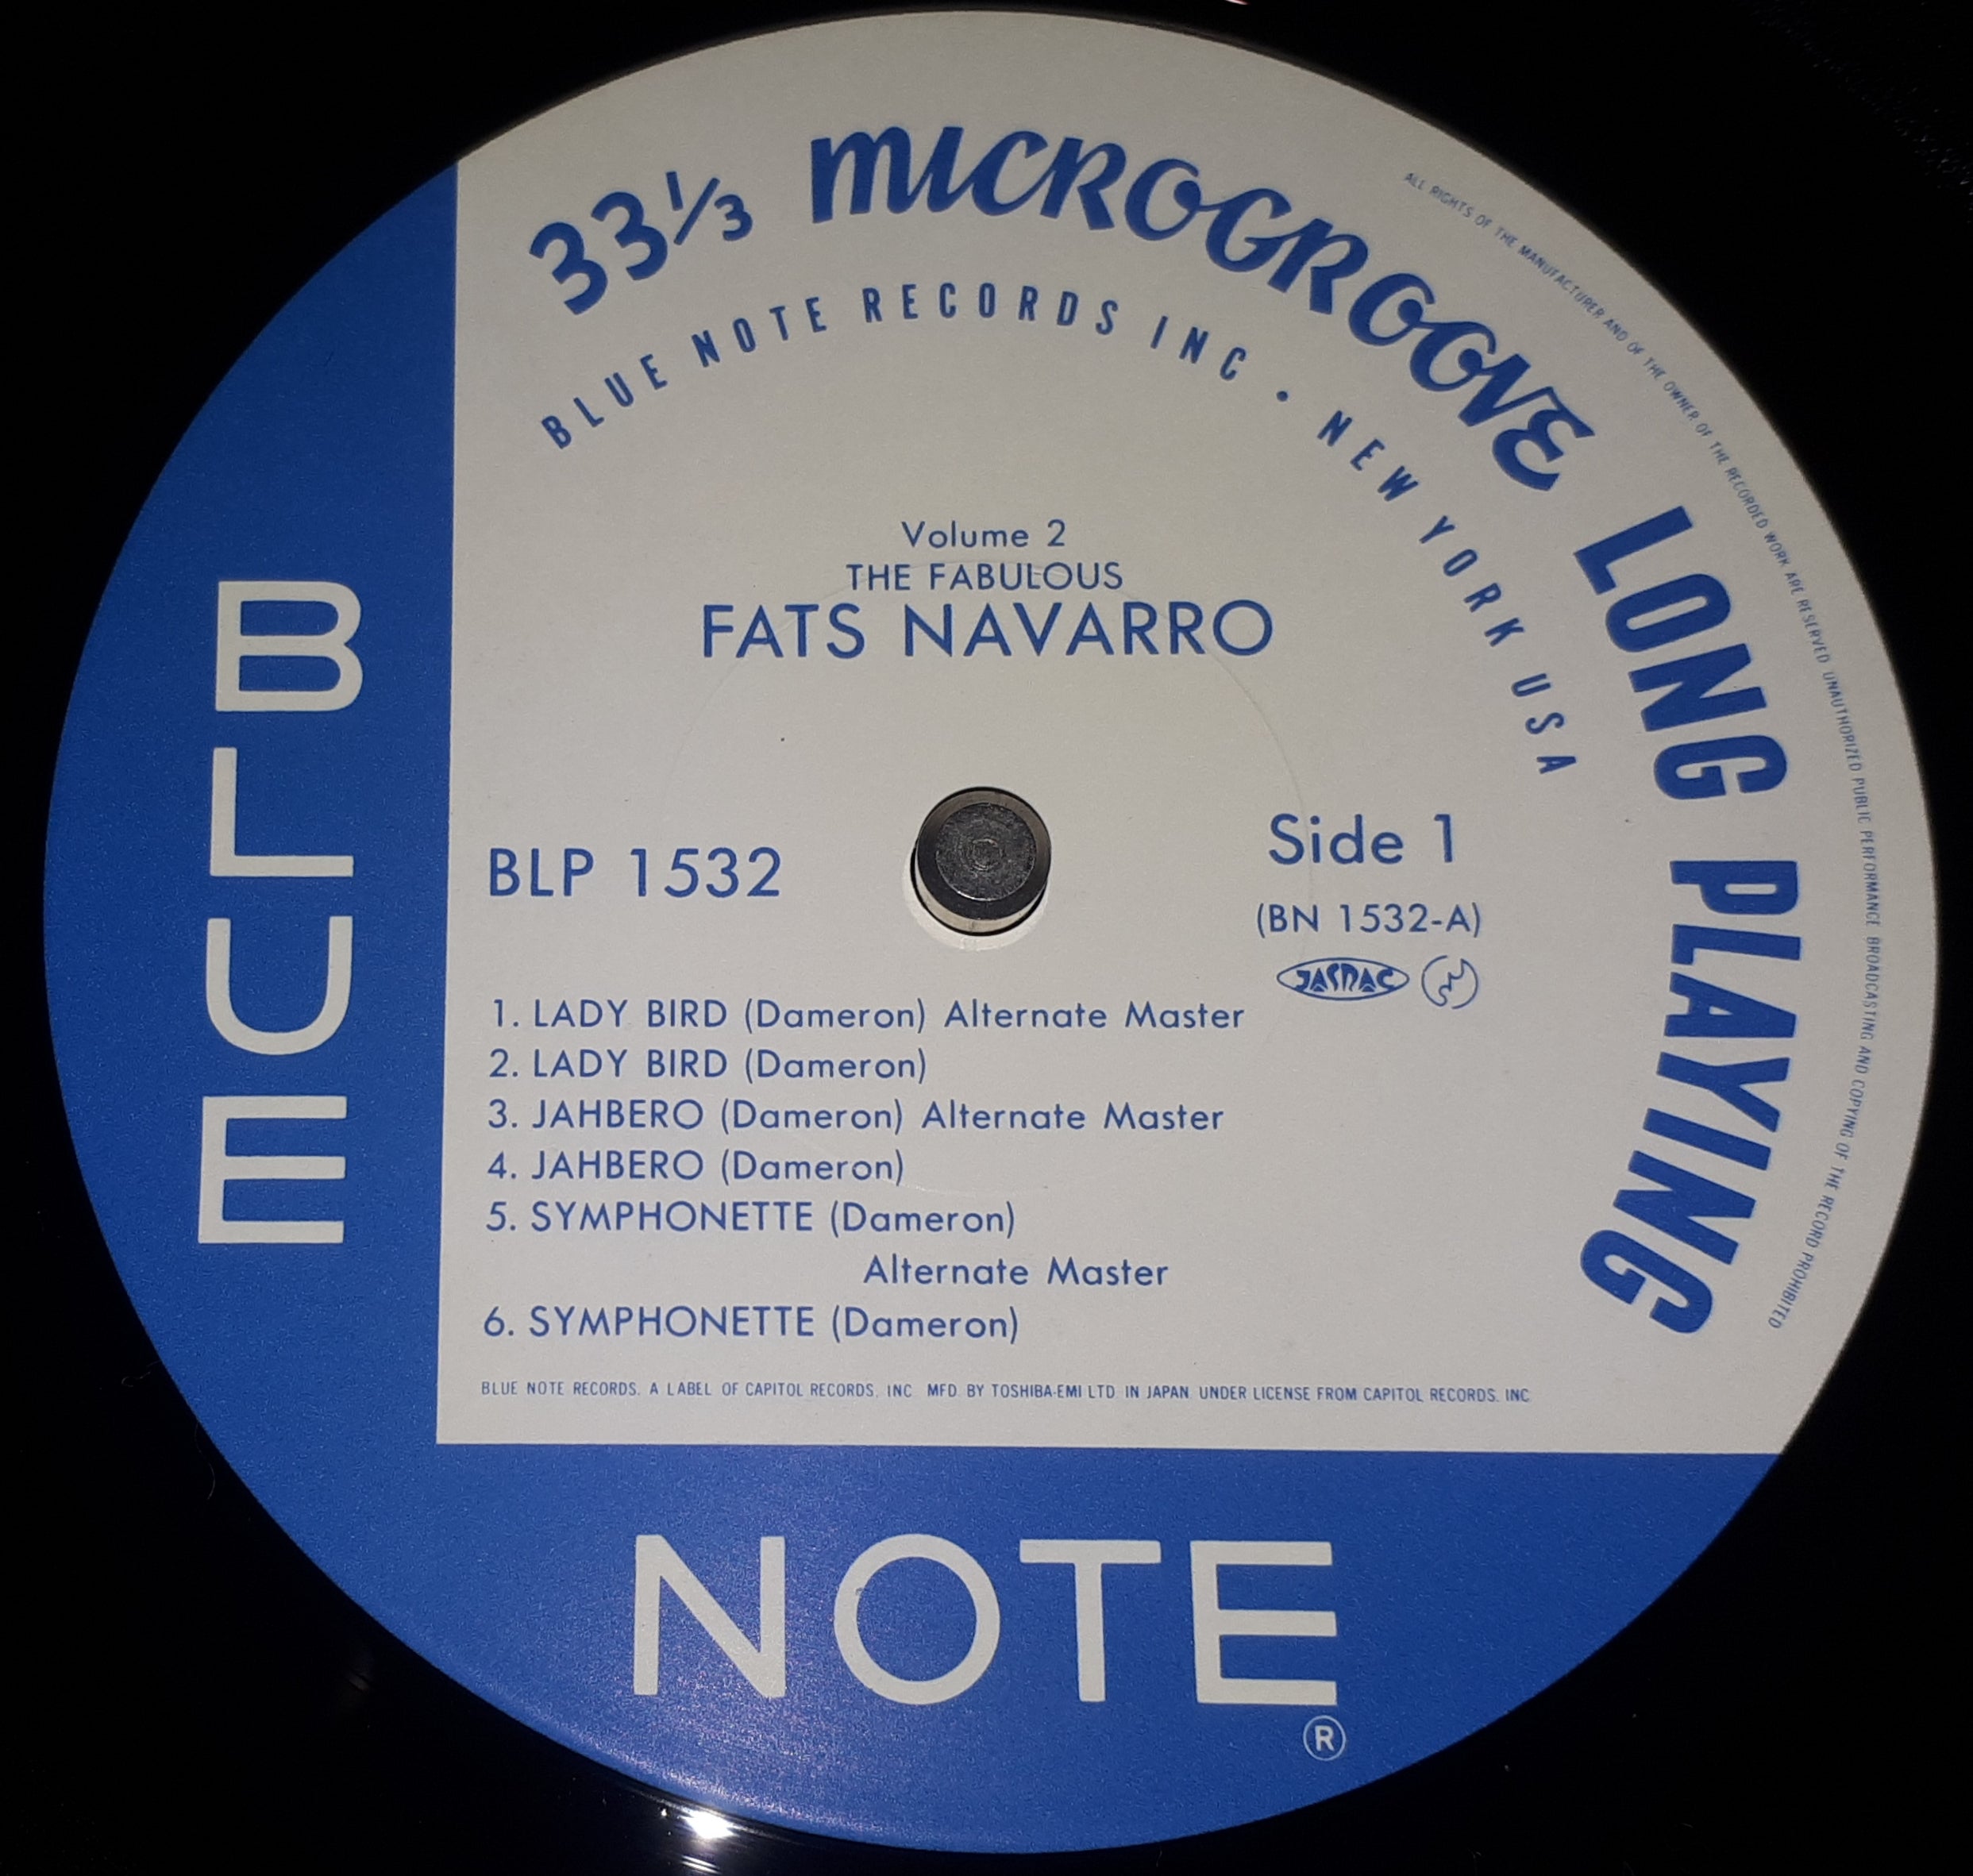 33⅓ MICROGROOVE LONG PLAYING
BLUE NOTE RECORDS INC • NEW YORK USA
ALL RIGHTS OF THE MANUFACTURER AND OF THE OWNER OF THE RECORDED WORK ARE RESERVED UNAUTHORIZED PUBLIC PERFORMANCE BROADCASTING AND COPYING OF THE RECORD PROHIBITED
Volume 2
THE FABULOUS
FATS NAVARRO
BLP 1532
Side 1
(BN 1532-A)
JASRAC
1. LADY BIRD (Dameron) Alternate Master
2. LADY BIRD (Dameron)
3. JAHBERO (Dameron) Alternate Master
4. JAHBERO (Dameron)
5. SYMPHONETTE (Dameron)
Alternate Master
6. SYMPHONETTE (Dameron)
BLUE NOTE RECORDS. A LABEL OF CAPITOL RECORDS, INC. MFD. BY TOSHIBA-EMI LTD. IN JAPAN UNDER LICENSE FROM CAPITOL RECORDS, INC
BLUE
NOTE
®